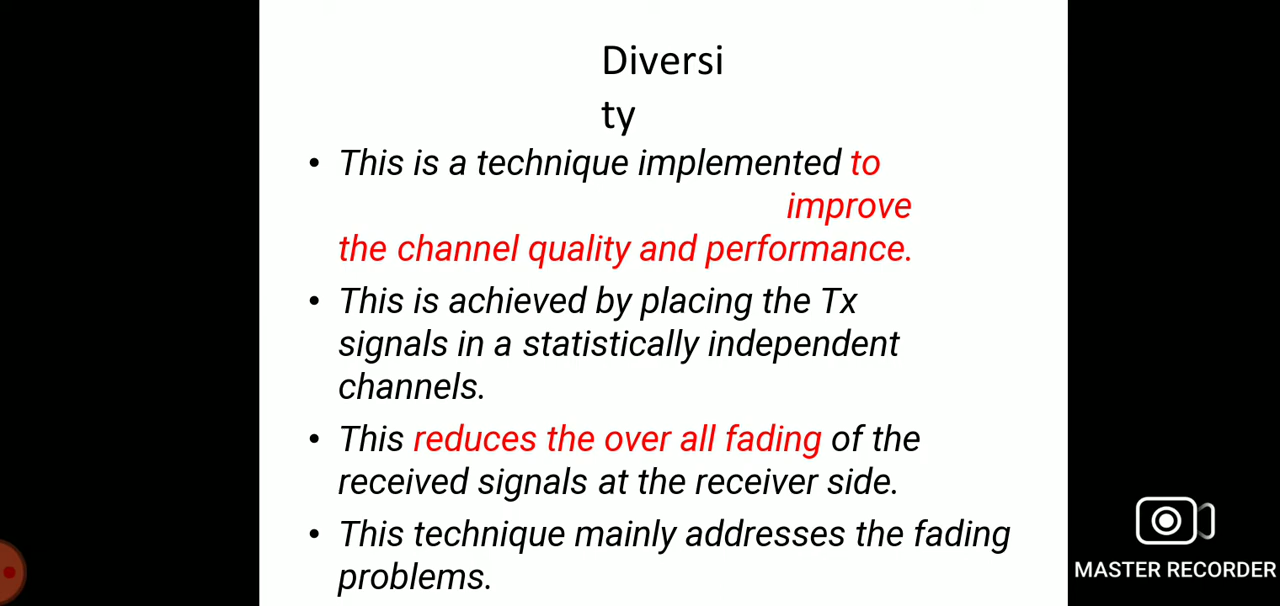 Diversi
ty
• This is a technique implemented to
improve
the channel quality and performance.
• This is achieved by placing the Tx
signals in a statistically independent
channels.
• This reduces the over all fading of the
received signals at the receiver side.
• This technique mainly addresses the fading
problems.
MASTER RECORDER